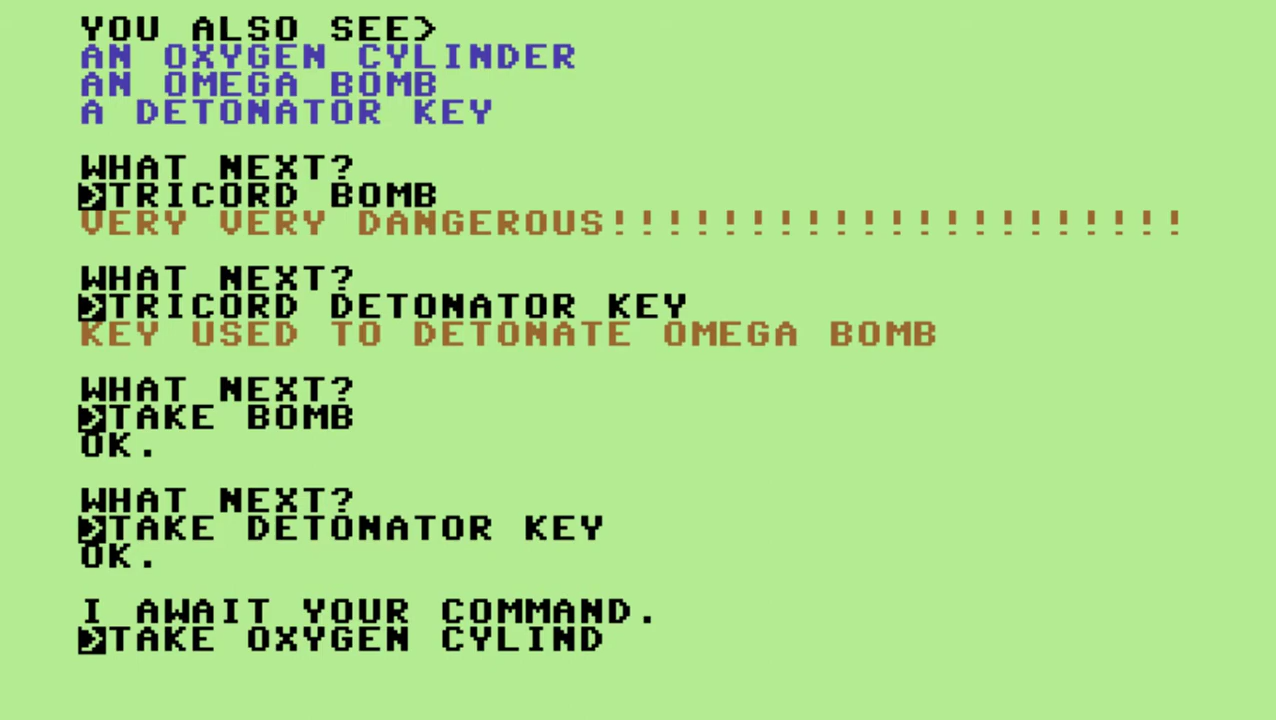 YOU ALSO SEE>
AN OXYGEN CYLINDER
AN OMEGA BOMB
A DETONATOR KEY
WHAT NEXT?
>TRICORD BOMB
VERY VERY DANGEROUS!!!!!!!!!!!!!!!!!!!!!
WHAT NEXT?
>TRICORD DETONATOR KEY
KEY USED TO DETONATE OMEGA BOMB
WHAT NEXT?
>TAKE BOMB
OK.
WHAT NEXT?
>TAKE DETONATOR KEY
OK.
I AWAIT YOUR COMMAND.
>TAKE OXYGEN CYLIND